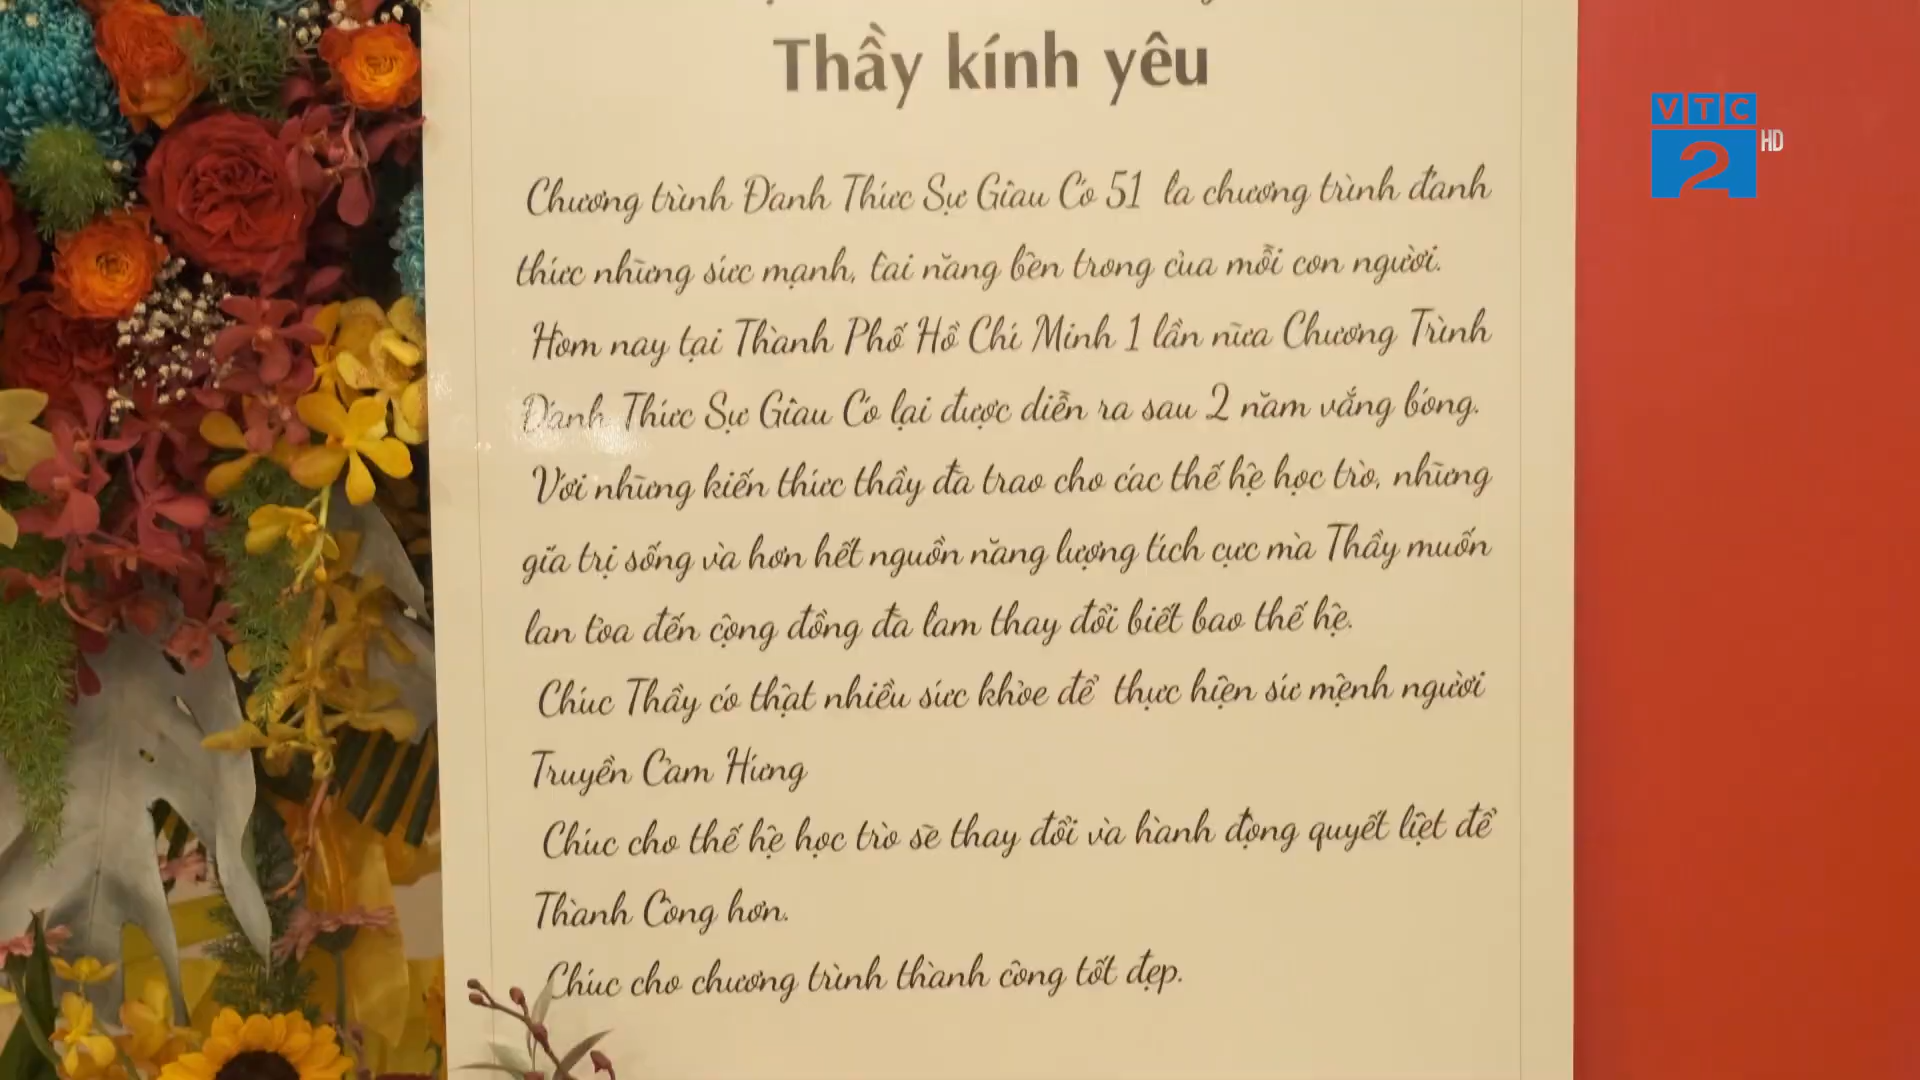 Thầy kính yêu
VTC
2
HD
Chương trình Đánh Thức Sự Giàu Có 51 là chương trình đánh
thức những sức mạnh, tài năng bên trong của mỗi con người.
Hôm nay tại Thành Phố Hồ Chí Minh 1 lần nữa Chương Trình
Đánh Thức Sự Giàu Có lại được diễn ra sau 2 năm vắng bóng.
Với những kiến thức thầy đã trao cho các thế hệ học trò, những
giá trị sống và hơn hết nguồn năng lượng tích cực mà Thầy muốn
lan tỏa đến cộng đồng đã làm thay đổi biết bao thế hệ.
Chúc Thầy có thật nhiều sức khỏe để thực hiện sứ mệnh người
Truyền Cảm Hứng
Chúc cho thế hệ học trò sẽ thay đổi và hành động quyết liệt để
Thành Công hơn.
Chúc cho chương trình thành công tốt đẹp.